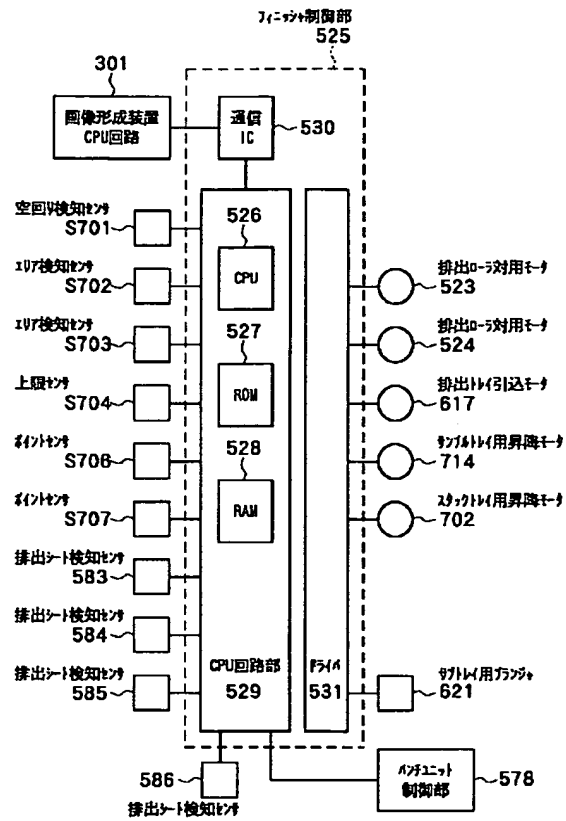 フィニッシャ制御部
525
301
画像形成装置
CPU回路
通信
IC
530
空回り検知センサ
S701
エリア検知センサ
S702
エリア検知センサ
S703
上限センサ
S704
ポイントセンサ
S706
ポイントセンサ
S707
排出シート検知センサ
583
排出シート検知センサ
584
排出シート検知センサ
585
526
CPU
527
ROM
528
RAM
CPU回路部
529
ドライバ
531
排出ローラ対用モータ
523
排出ローラ対用モータ
524
排出トレイ引込モータ
617
サンプルトレイ用昇降モータ
714
スタックトレイ用昇降モータ
702
サブトレイ用プランジャ
621
586
排出シート検知センサ
パンチユニット
制御部
578